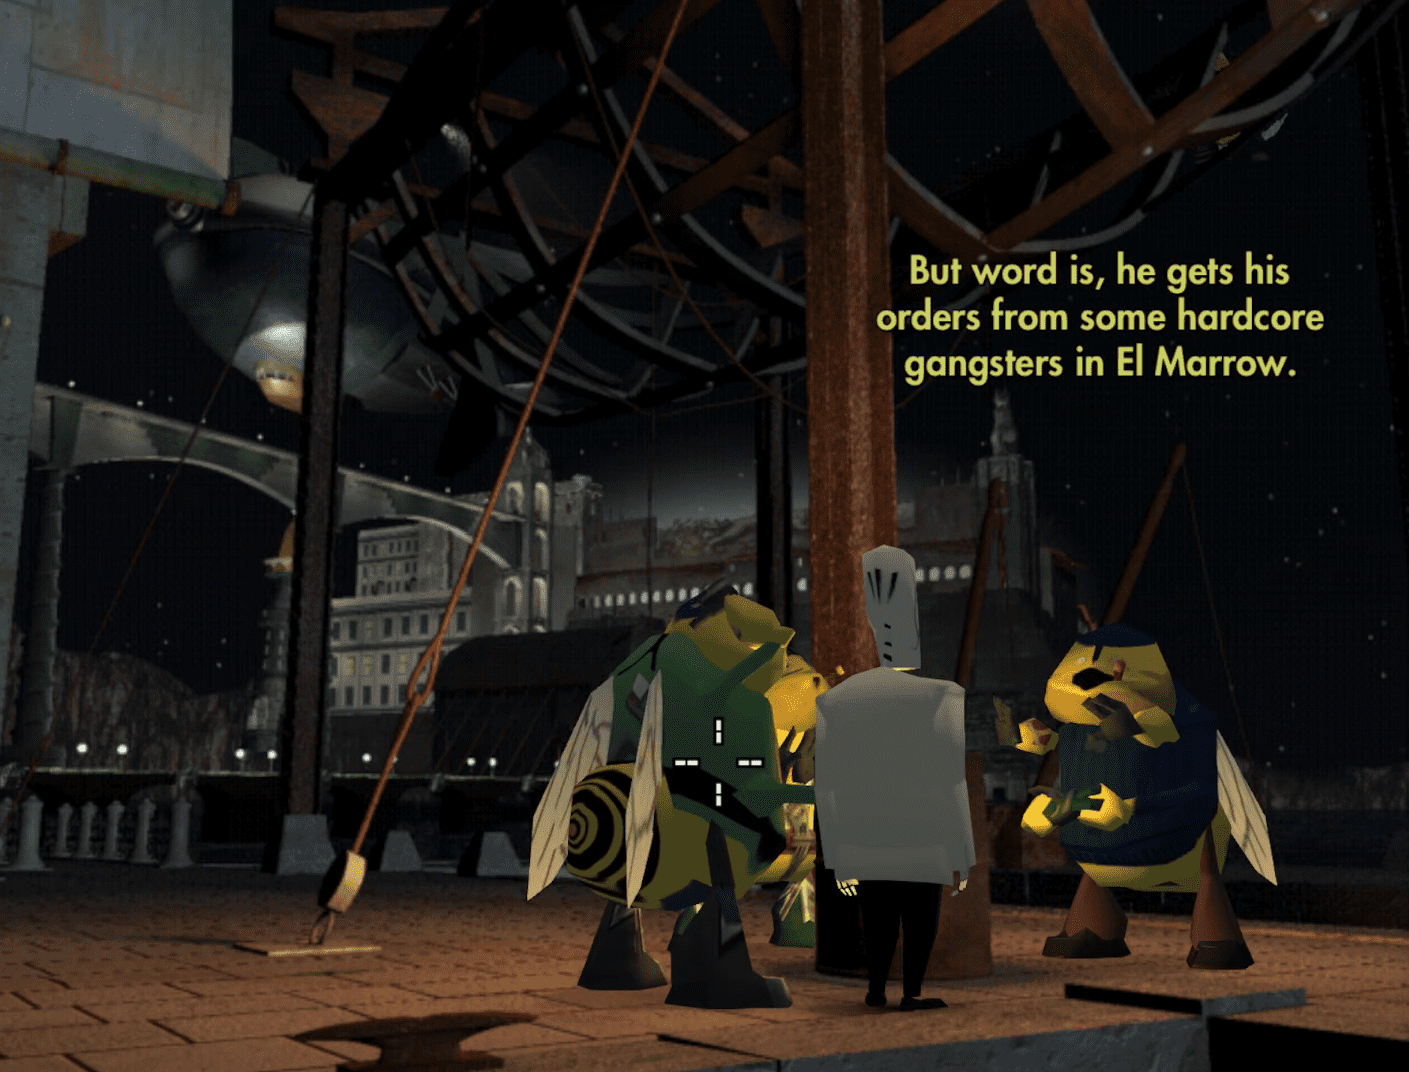 But word is, he gets his
orders from some hardcore
gangsters in El Marrow.